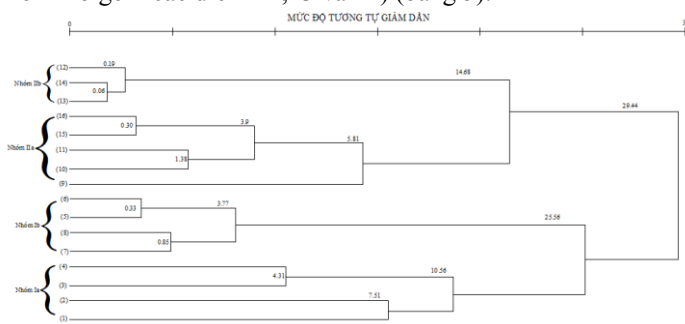 MỨC ĐỘ TƯƠNG TỰ GIẢM DẦN
0 1
(12) 0.19 14.68
Nhóm IIb (14) 0.06
(13)
29.44
(16) 0.30 3.9
(15) 5.81
Nhóm IIa (11) 1.38
(10)
(9)
(6) 0.33 3.77 25.56
(5)
Nhóm Ib (8) 0.85
(7)
(4) 4.31 10.56
(3)
Nhóm Ia (2) 7.51
(1)